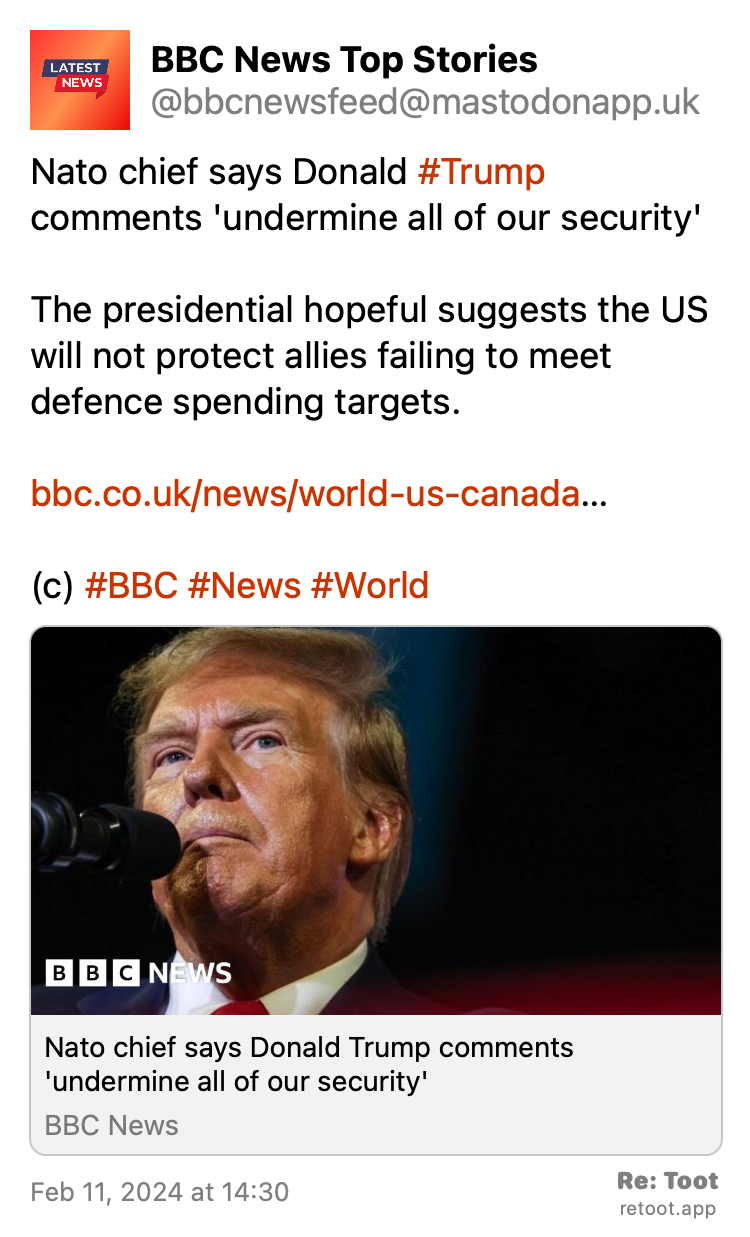 LATEST
NEWS
BBC News Top Stories
@bbcnewsfeed@mastodonapp.uk
Nato chief says Donald #Trump
comments 'undermine all of our security'
The presidential hopeful suggests the US
will not protect allies failing to meet
defence spending targets.
bbc.co.uk/news/world-us-canada...
(c) #BBC #News #World
BBC NEWS
Nato chief says Donald Trump comments
'undermine all of our security'
BBC News
Feb 11, 2024 at 14:30
Re: Toot
retoot.app